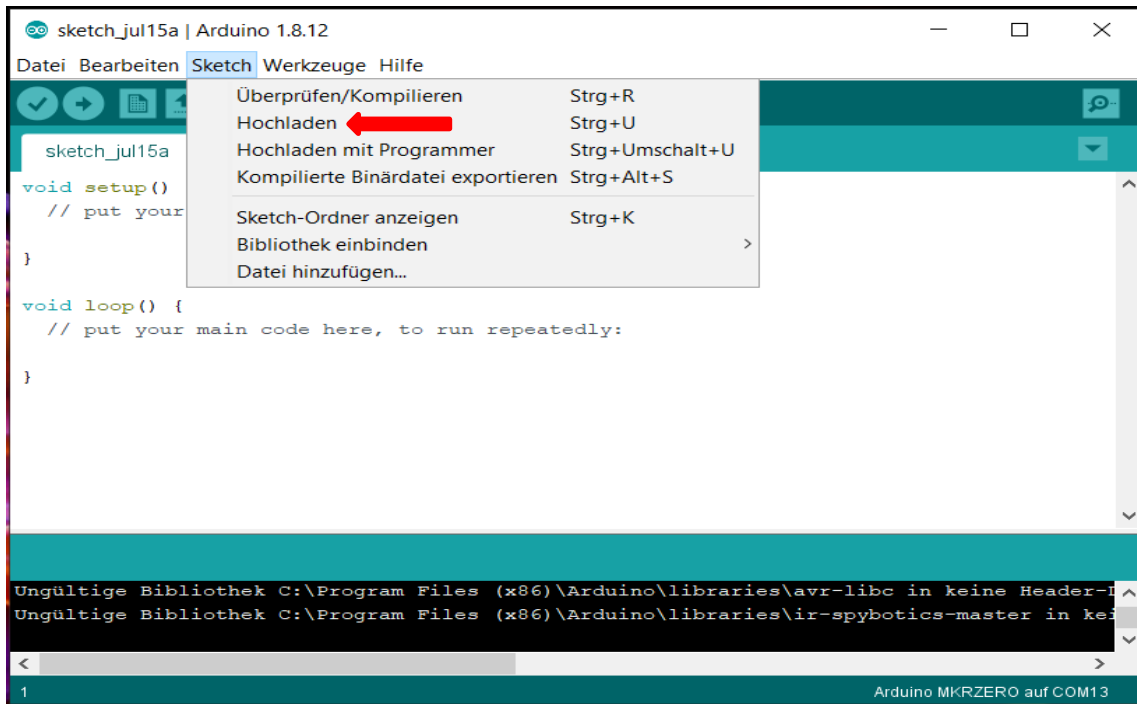 sketch_jul15a | Arduino 1.8.12
Datei Bearbeiten Sketch Werkzeuge Hilfe
Überprüfen/Kompilieren Strg+R
Hochladen Strg+U
Hochladen mit Programmer Strg+Umschalt+U
Kompilierte Binärdatei exportieren Strg+Alt+S
Sketch-Ordner anzeigen Strg+K
Bibliothek einbinden >
Datei hinzufügen...
sketch_jul15a
void setup()
// put your
}
void loop() {
// put your main code here, to run repeatedly:
}
Ungültige Bibliothek C:\Program Files (x86)\Arduino\libraries\avr-libc in keine Header-
Ungültige Bibliothek C:\Program Files (x86)\Arduino\libraries\ir-spybotics-master in kei
1 Arduino MKRZERO auf COM13